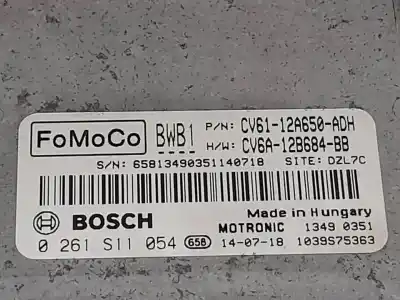 FoMoCo BWB1 P/N: CV61-12A650-ADH
H/W: CV6A-12B684-BB
S/N: 65813490351140718 SITE: DZL7C
BOSCH Made in Hungary
MOTRONIC 1349 0351
0 261 S11 054 658 14-07-18 1039S75363